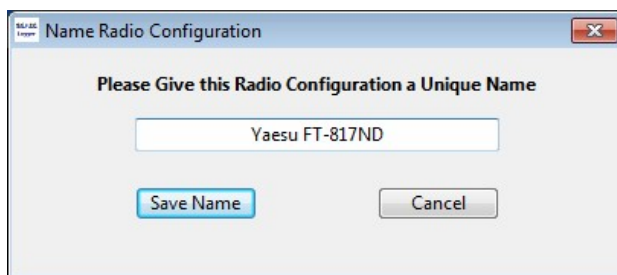 Name Radio Configuration
Please Give this Radio Configuration a Unique Name
Yaesu FT-817ND
Save Name Cancel